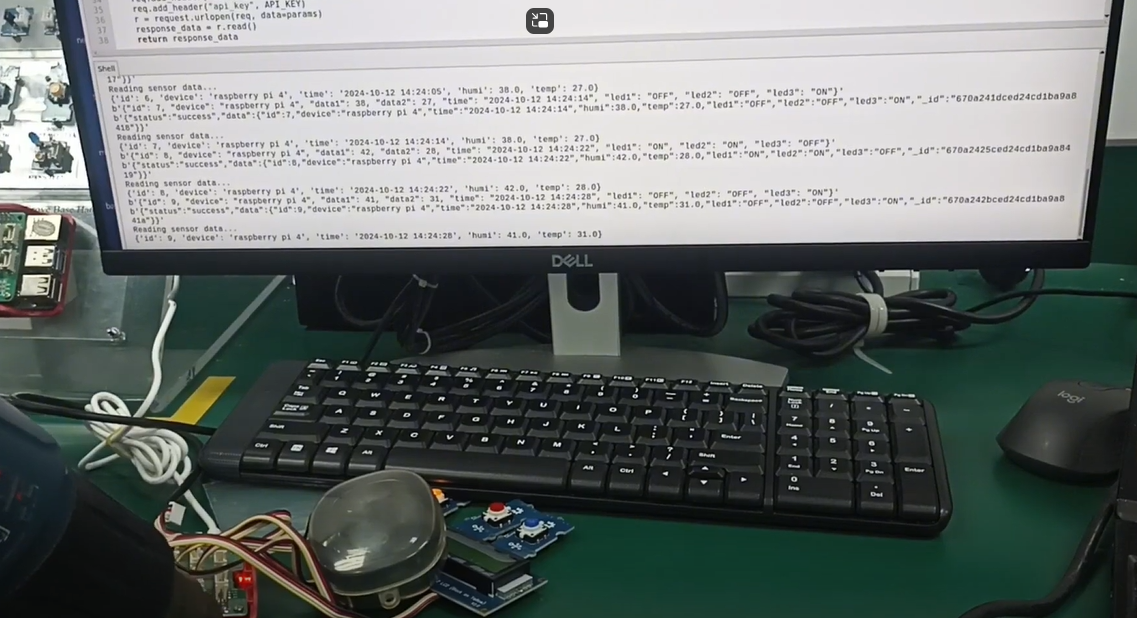 req.add_header("api_key", API_KEY)
36 r = request.urlopen(req, data=params)
37 response_data = r.read()
38 return response_data
Shell
17"}}'
Reading sensor data...
{'id': 6, 'device': 'raspberry pi 4', 'time': '2024-10-12 14:24:05', 'humi': 38.0, 'temp': 27.0}
b'{"id": 7, "device": "raspberry pi 4", "data1": 38, "data2": 27, "time": "2024-10-12 14:24:14", "led1": "OFF", "led2": "OFF", "led3": "ON"}'
b'{"status":"success","data":{"id":7,"device":"raspberry pi 4","time":"2024-10-12 14:24:14","humi":38.0,"temp":27.0,"led1":"OFF","led2":"OFF","led3":"ON","_id":"670a241dced24cd1ba9a8
418"}}'
Reading sensor data...
{'id': 7, 'device': 'raspberry pi 4', 'time': '2024-10-12 14:24:14', 'humi': 38.0, 'temp': 27.0}
b'{"id": 8, "device": "raspberry pi 4", "data1": 42, "data2": 28, "time": "2024-10-12 14:24:22", "led1": "ON", "led2": "ON", "led3": "OFF"}'
b'{"status":"success","data":{"id":8,"device":"raspberry pi 4","time":"2024-10-12 14:24:22","humi":42.0,"temp":28.0,"led1":"ON","led2":"ON","led3":"OFF","_id":"670a2425ced24cd1ba9a84
19"}}'
Reading sensor data...
{'id': 8, 'device': 'raspberry pi 4', 'time': '2024-10-12 14:24:22', 'humi': 42.0, 'temp': 28.0}
b'{"id": 9, "device": "raspberry pi 4", "data1": 41, "data2": 31, "time": "2024-10-12 14:24:28", "led1": "OFF", "led2": "OFF", "led3": "ON"}'
b'{"status":"success","data":{"id":9,"device":"raspberry pi 4","time":"2024-10-12 14:24:28","humi":41.0,"temp":31.0,"led1":"OFF","led2":"OFF","led3":"ON","_id":"670a242bced24cd1ba9a8
41a"}}'
Reading sensor data...
{'id': 9, 'device': 'raspberry pi 4', 'time': '2024-10-12 14:24:28', 'humi': 41.0, 'temp': 31.0}
DELL
logi
Q W E R T Y U I O P
A S D F G H J K L
Shift Z X C V B N M Shift
Ctrl Alt Alt Ctrl
Enter
Enter